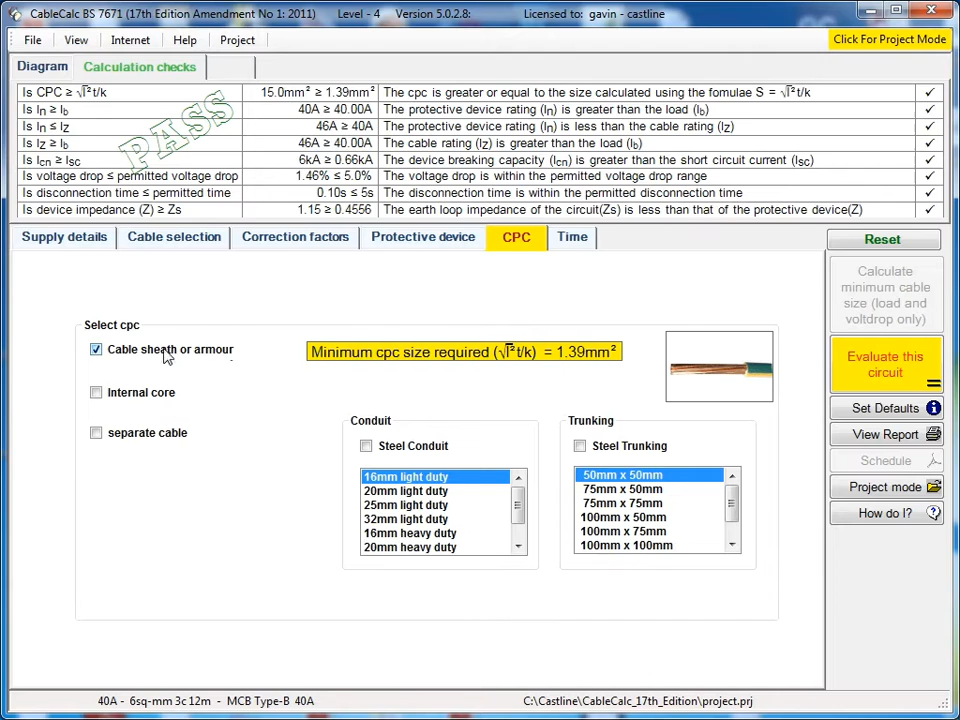 CableCalc BS 7671 (17th Edition Amendment No 1: 2011) Level - 4 Version 5.0.2.8: Licensed to: gavin - castline
File View Internet Help Project Click For Project Mode
Diagram Calculation checks
Is CPC ≥ √I²t/k 15.0mm² ≥ 1.39mm² The cpc is greater or equal to the size calculated using the fomulae S = √I²t/k ✓
Is In ≥ Ib 40A ≥ 40.00A The protective device rating (In) is greater than the load (Ib) ✓
Is In ≤ Iz 46A ≥ 40A The protective device rating (In) is less than the cable rating (Iz) ✓
Is Iz ≥ Ib 46A ≥ 40.00A The cable rating (Iz) is greater than the load (Ib) ✓
Is Icn ≥ Isc 6kA ≥ 0.66kA The device breaking capacity (Icn) is greater than the short circuit current (Isc) ✓
Is voltage drop ≤ permitted voltage drop 1.46% ≤ 5.0% The voltage drop is within the permitted voltage drop range ✓
Is disconnection time ≤ permitted time 0.10s ≤ 5s The disconnection time is within the permitted disconnection time ✓
Is device impedance (Z) ≥ Zs 1.15 ≥ 0.4556 The earth loop impedance of the circuit(Zs) is less than that of the protective device(Z) ✓
PASS
Supply details Cable selection Correction factors Protective device CPC Time
Select cpc
Cable sheath or armour
Minimum cpc size required (√I²t/k) = 1.39mm²
Internal core
separate cable
Conduit
Steel Conduit
16mm light duty
20mm light duty
25mm light duty
32mm light duty
16mm heavy duty
20mm heavy duty
Trunking
Steel Trunking
50mm x 50mm
75mm x 50mm
75mm x 75mm
100mm x 50mm
100mm x 75mm
100mm x 100mm
Reset
Calculate
minimum cable
size (load and
voltdrop only)
Evaluate this
circuit
Set Defaults
View Report
Schedule
Project mode
How do I?
40A - 6sq-mm 3c 12m - MCB Type-B 40A C:\Castline\CableCalc_17th_Edition\project.prj